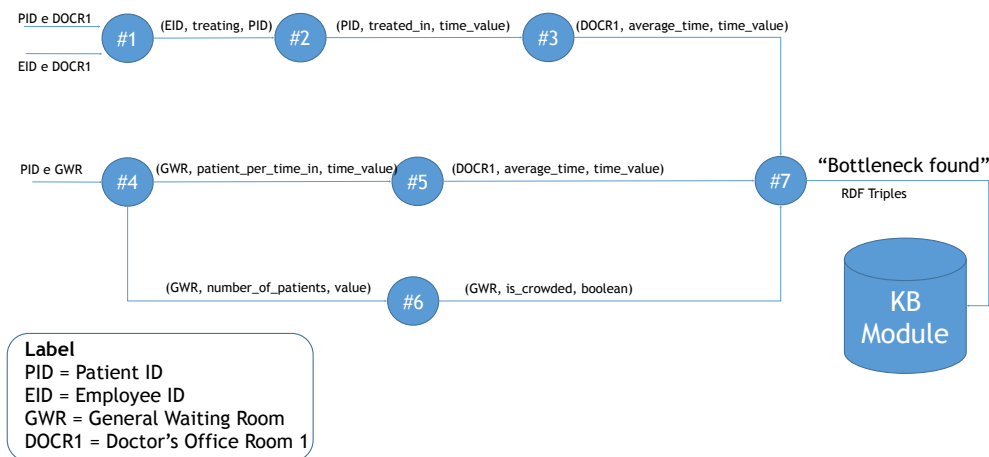 PID e DOCR1
EID e DOCR1
#1
(EID, treating, PID)
#2
(PID, treated_in, time_value)
#3
(DOCR1, average_time, time_value)
PID e GWR
#4
(GWR, patient_per_time_in, time_value)
#5
(DOCR1, average_time, time_value)
#7
“Bottleneck found”
RDF Triples
(GWR, number_of_patients, value)
#6
(GWR, is_crowded, boolean)
KB
Module
Label
PID = Patient ID
EID = Employee ID
GWR = General Waiting Room
DOCR1 = Doctor’s Office Room 1